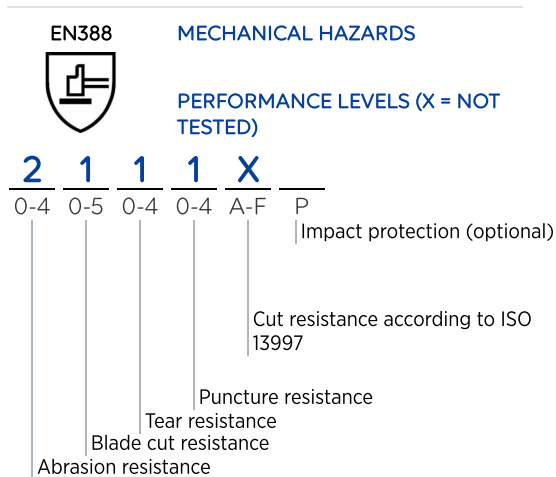 EN388
MECHANICAL HAZARDS
PERFORMANCE LEVELS (X = NOT
TESTED)
2 1 1 1 X
0-4 0-5 0-4 0-4 A-F P
Impact protection (optional)
Cut resistance according to ISO
13997
Puncture resistance
Tear resistance
Blade cut resistance
Abrasion resistance